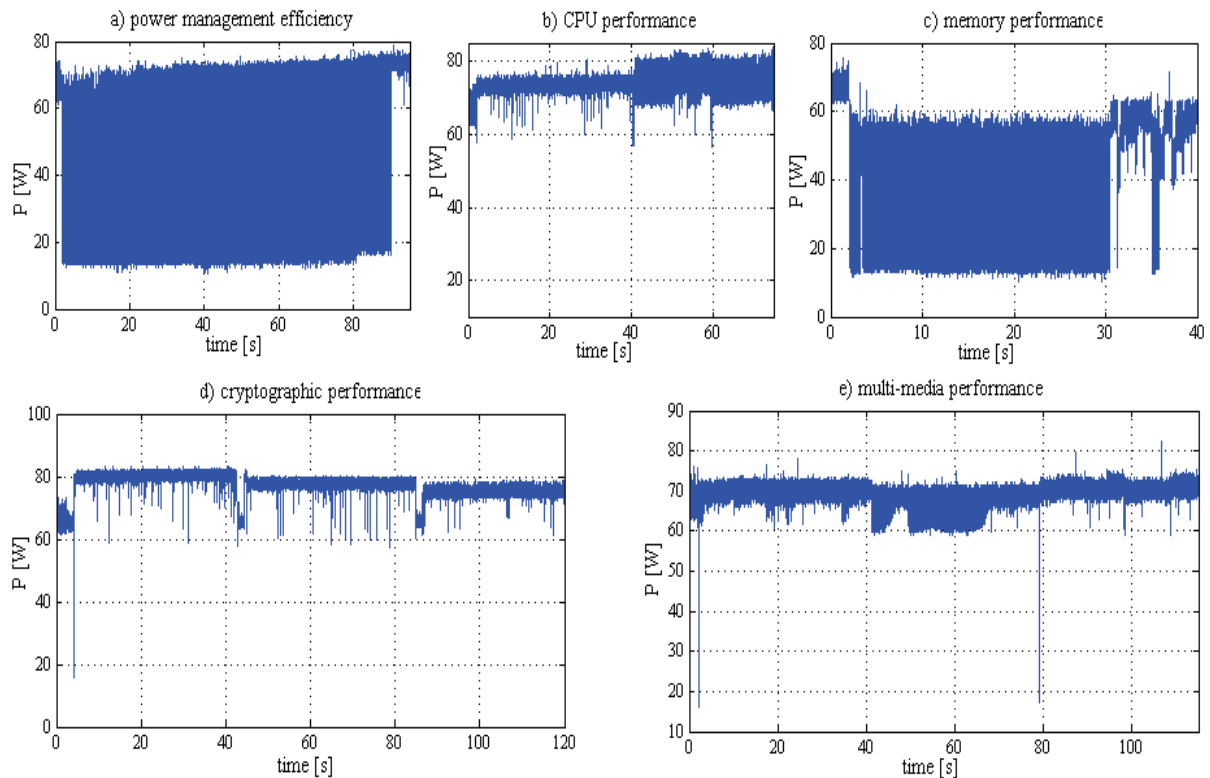 a) power management efficiency
80
60
40
20
0
P [W]
0 20 40 60 80
time [s]
b) CPU performance
80
60
40
20
P [W]
0 20 40 60
time [s]
c) memory performance
80
60
40
20
0
P [W]
0 10 20 30 40
time [s]
d) cryptographic performance
100
80
60
40
20
0
P [W]
0 20 40 60 80 100 120
time [s]
e) multi-media performance
90
80
70
60
50
40
30
20
10
P [W]
0 20 40 60 80 100
time [s]